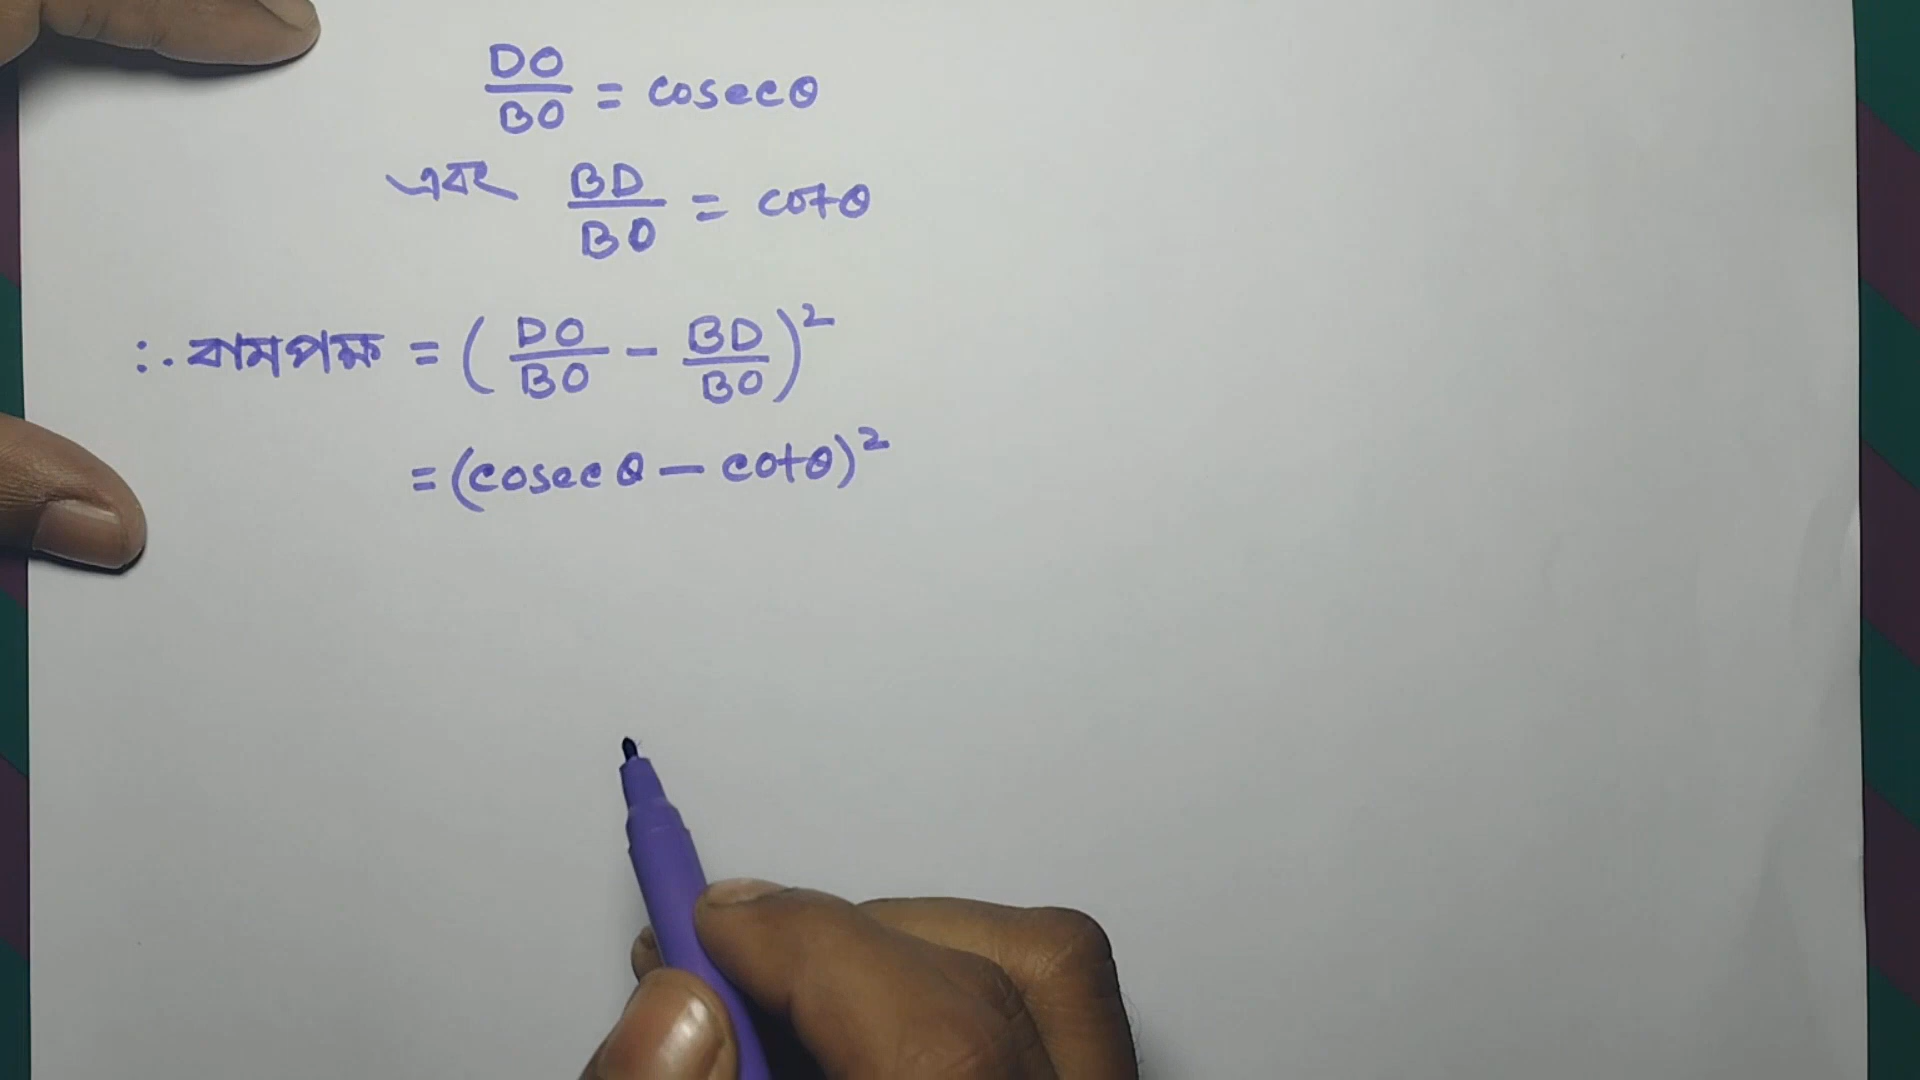 DO/BO = cosecθ
এবং BD/BO = cotθ
∴ বামপক্ষ = (DO/BO - BD/BO)²
= (cosecθ - cotθ)²